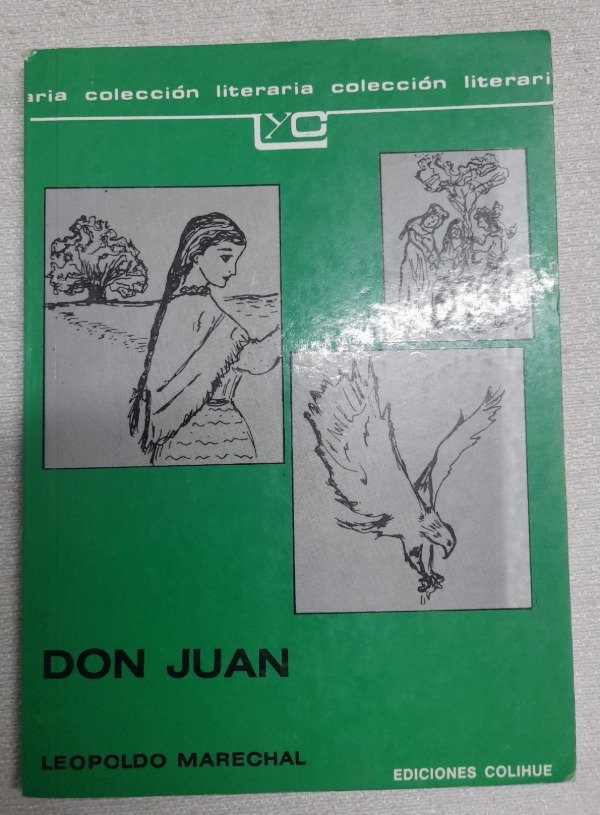 aria colección literaria colección literari
LyC
DON JUAN
LEOPOLDO MARECHAL
EDICIONES COLIHUE